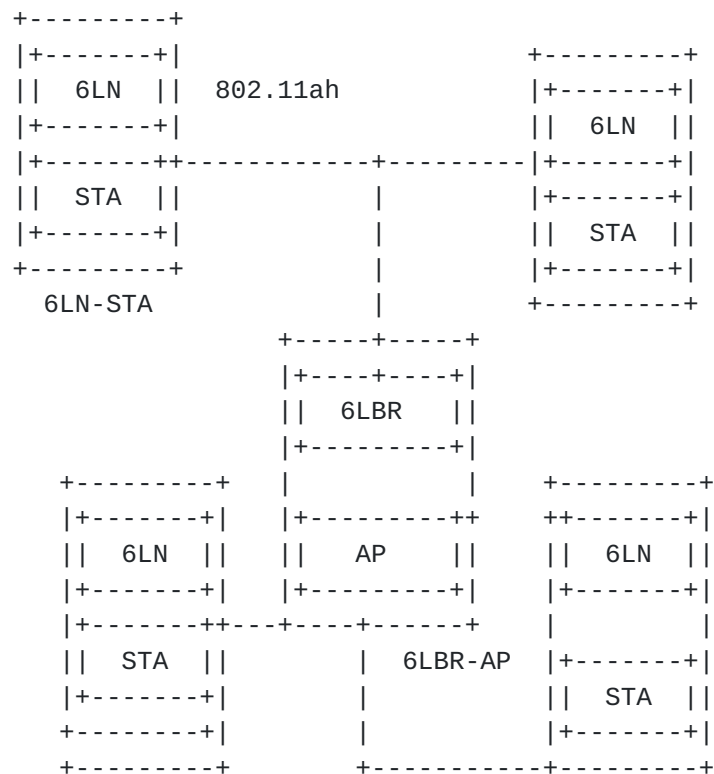 6LN 802.11ah
6LN
STA
STA
6LN-STA
6LBR
6LN AP 6LN
STA 6LBR-AP
STA